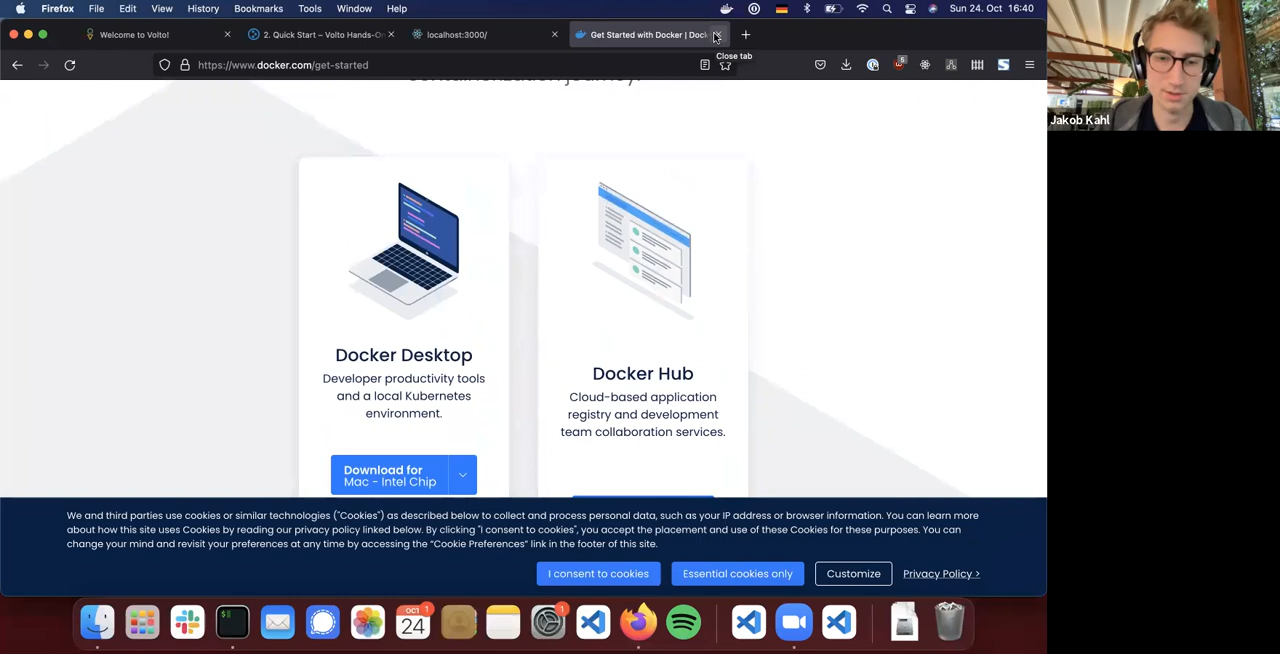 Firefox File Edit View History Bookmarks Tools Window Help Sun 24. Oct 16:40
Welcome to Volto! 2. Quick Start – Volto Hands-On localhost:3000/ Get Started with Docker | Dock
https://www.docker.com/get-started
Close tab
6
Jakob Kahl
Docker Desktop
Developer productivity tools
and a local Kubernetes
environment.
Download for
Mac – Intel Chip
Docker Hub
Cloud-based application
registry and development
team collaboration services.
We and third parties use cookies or similar technologies ("Cookies") as described below to collect and process personal data, such as your IP address or browser information. You can learn more
about how this site uses Cookies by reading our privacy policy linked below. By clicking "I consent to cookies", you accept the placement and use of these Cookies for these purposes. You can
change your mind and revisit your preferences at any time by accessing the “Cookie Preferences” link in the footer of this site.
I consent to cookies Essential cookies only Customize Privacy Policy >
OCT 1
24
1